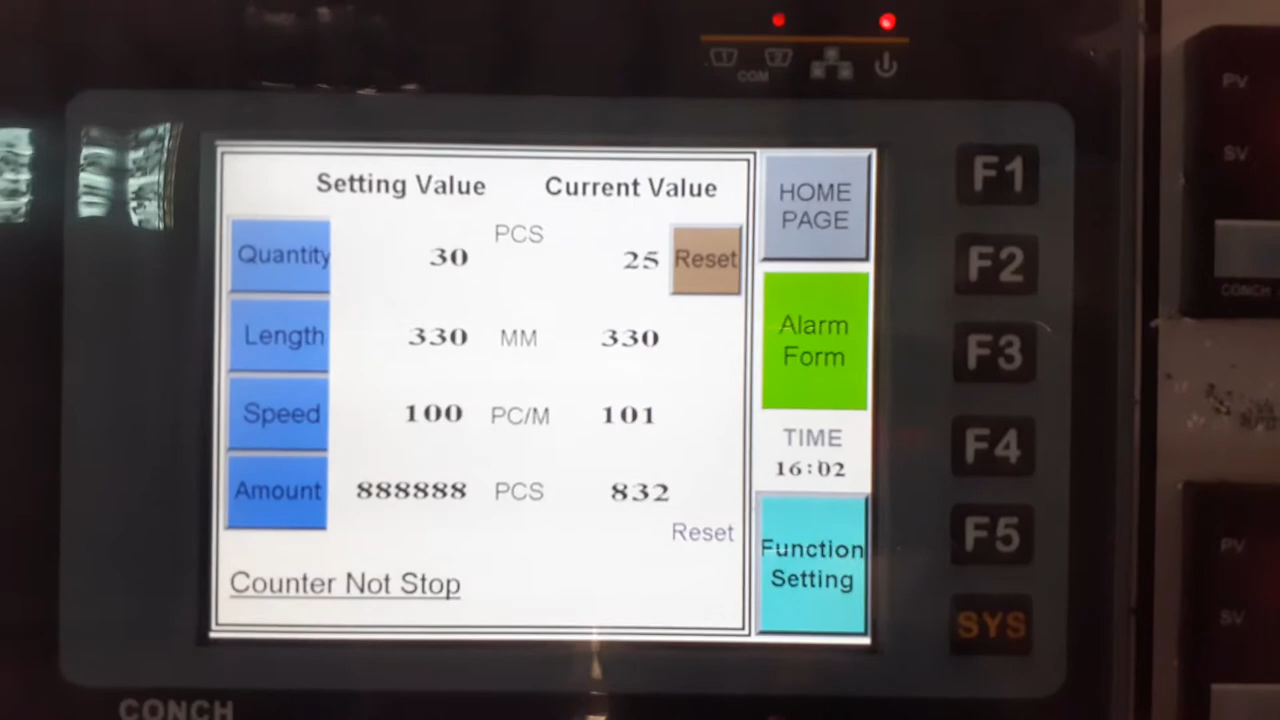 1 2
COM
Setting Value Current Value
HOME
PAGE
Quantity 30 PCS 25 Reset
Length 330 MM 330
Alarm
Form
Speed 100 PC/M 101
TIME
16:02
Amount 888888 PCS 832
Reset
Function
Setting
Counter Not Stop
F1
F2
F3
F4
F5
SYS
CONCH
PV
SV
CONCH
PV
SV